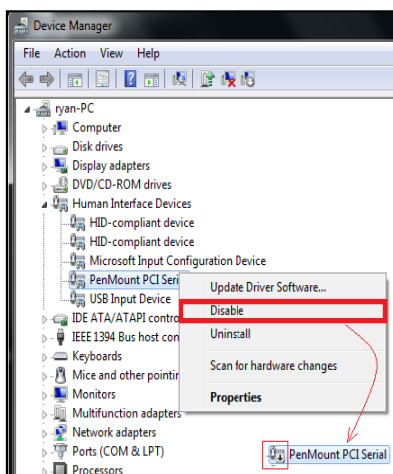 Device Manager
File Action View Help
ryan-PC
Computer
Disk drives
Display adapters
DVD/CD-ROM drives
Human Interface Devices
HID-compliant device
HID-compliant device
Microsoft Input Configuration Device
PenMount PCI Seri
USB Input Device
IDE ATA/ATAPI contro
IEEE 1394 Bus host con
Keyboards
Mice and other pointin
Monitors
Multifunction adapters
Network adapters
Ports (COM & LPT)
Processors
Update Driver Software...
Disable
Uninstall
Scan for hardware changes
Properties
PenMount PCI Serial